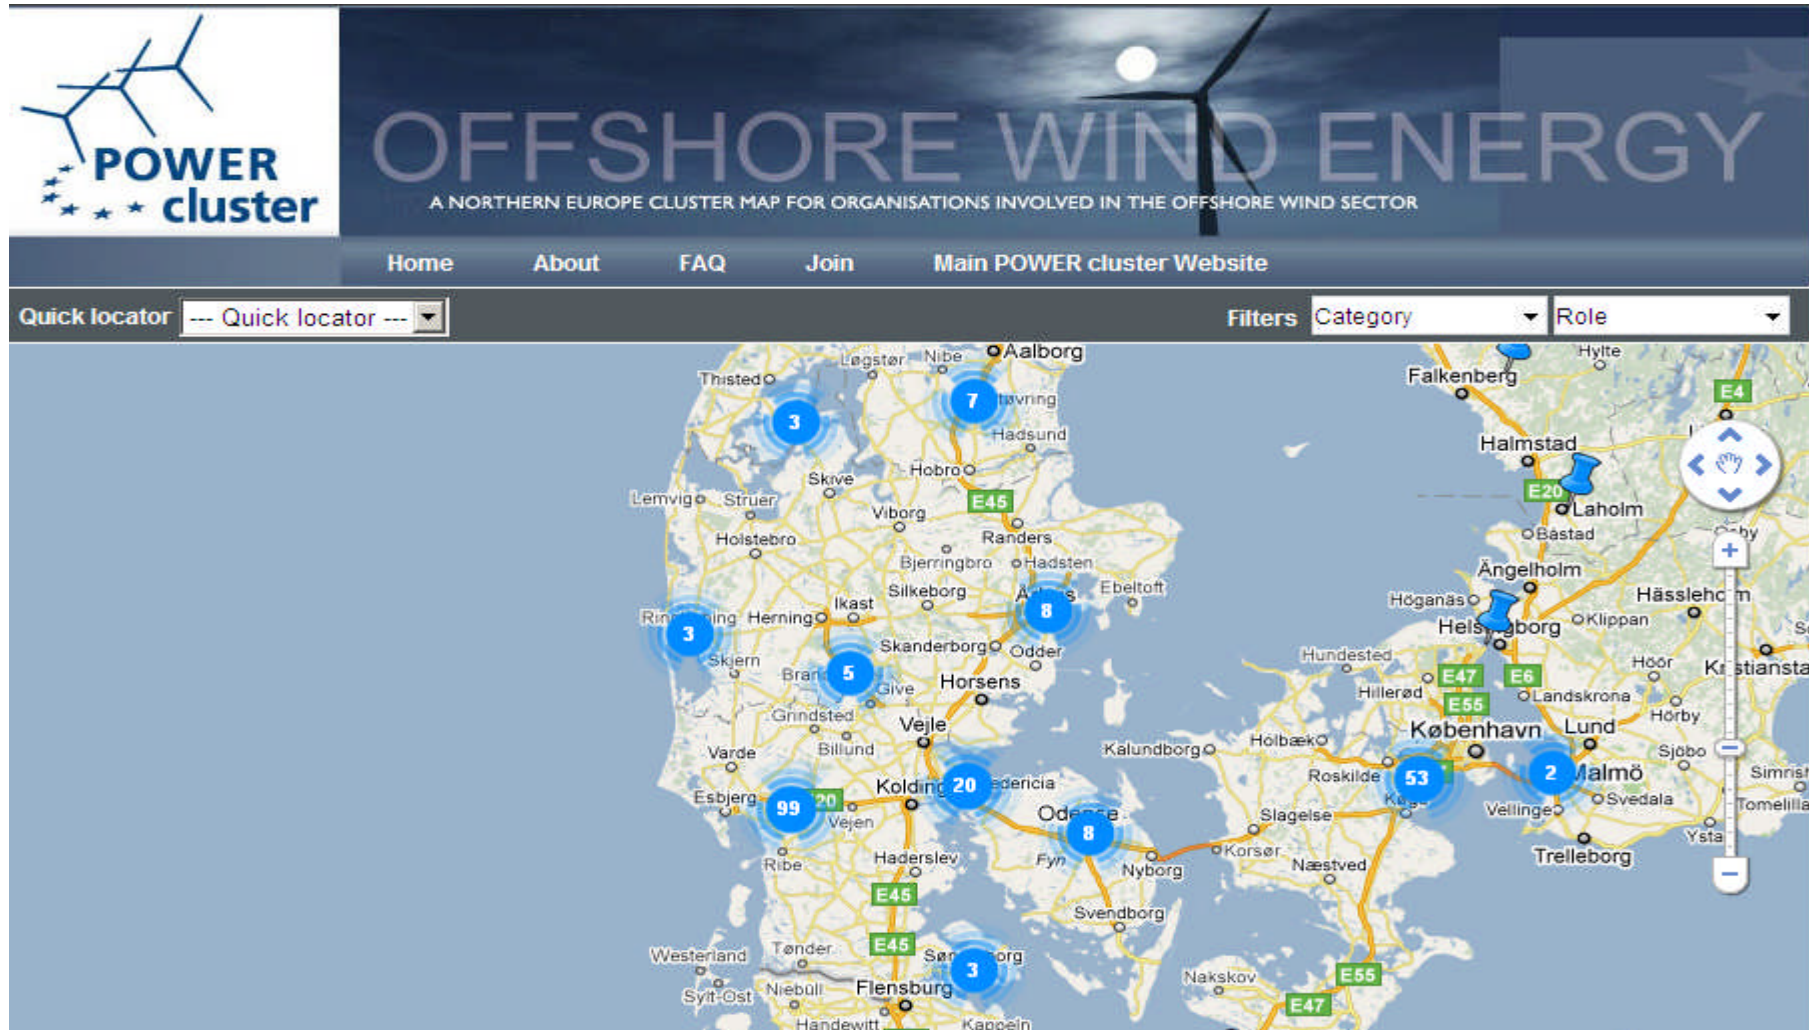 POWER
cluster
OFFSHORE WIND ENERGY
A NORTHERN EUROPE CLUSTER MAP FOR ORGANISATIONS INVOLVED IN THE OFFSHORE WIND SECTOR
Home About FAQ Join Main POWER cluster Website
Quick locator --- Quick locator --- Filters Category Role
Løgstør Nibe Aalborg Hylte
Thisted Falkenberg
E4
7
3
Hadsund
Halmstad
Hobro
Skive
Lemvig Struer E45 E20
Viborg Laholm
Holstebro Randers Båstad
Bjerringbro Hadsten
Ängelholm
Silkeborg Ebeltoft
Ikast Höganäs
8
Herning Klippan
3
Skanderborg Odder
Skjern Hundested Höör
5
Give Horsens E47 E6
Hillerød Landskrona
E55
Grindsted Hörby
Vejle København Lund
Billund
Varde Kalundborg Holbæk Sjöbo
Roskilde 53 2 Malmö
Kolding 20
Esbjerg 99 20
Vellinge Svedala Tomelilla
Vejen Slagelse
8
Ribe Haderslev Fyn Korsør Trelleborg
Nyborg Næstved
E45
Svendborg
Westerland Tønder E45
3
Nakskov E55
Sylt-Ost Niebüll Flensburg
E47
Handewitt Kappeln